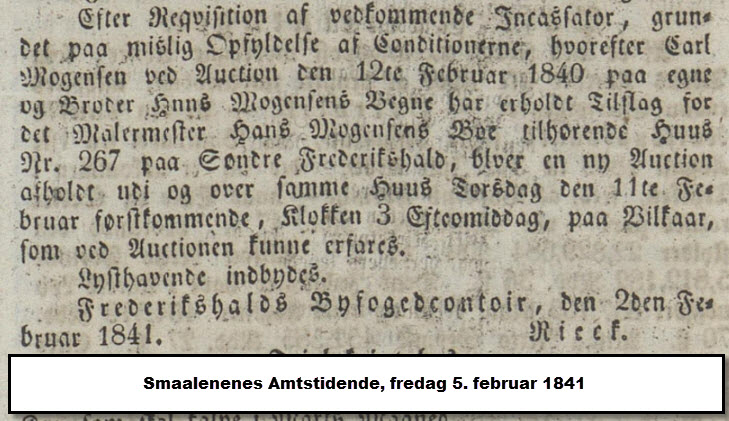 Efter Reqvisition af vedkommende Incassator, grun-
det paa mislig Opfyldelse af Conditionerne, hvorefter Carl
Mogensen ved Auction den 12te Februar 1840 paa egne
og Broder Hnns Mogensens Vegne har erholdt Tilslag for
det Malermester Hans Mogensens Boe tilhørende Huus
Nr. 267 paa Søndre Frederikshald, bliver en ny Auction
afholdt udi og over samme Huus Torsdag den 11te Fe-
bruar førstkommende, Klokken 3 Eftcomiddag, paa Vilkaar,
som ved Auctionen kunne erfares.
Lysthavende indbydes.
Frederikshalds Byfogedcontoir, den 2den Fe-
bruar 1841.
Rieck.
Smaalenenes Amtstidende, fredag 5. februar 1841